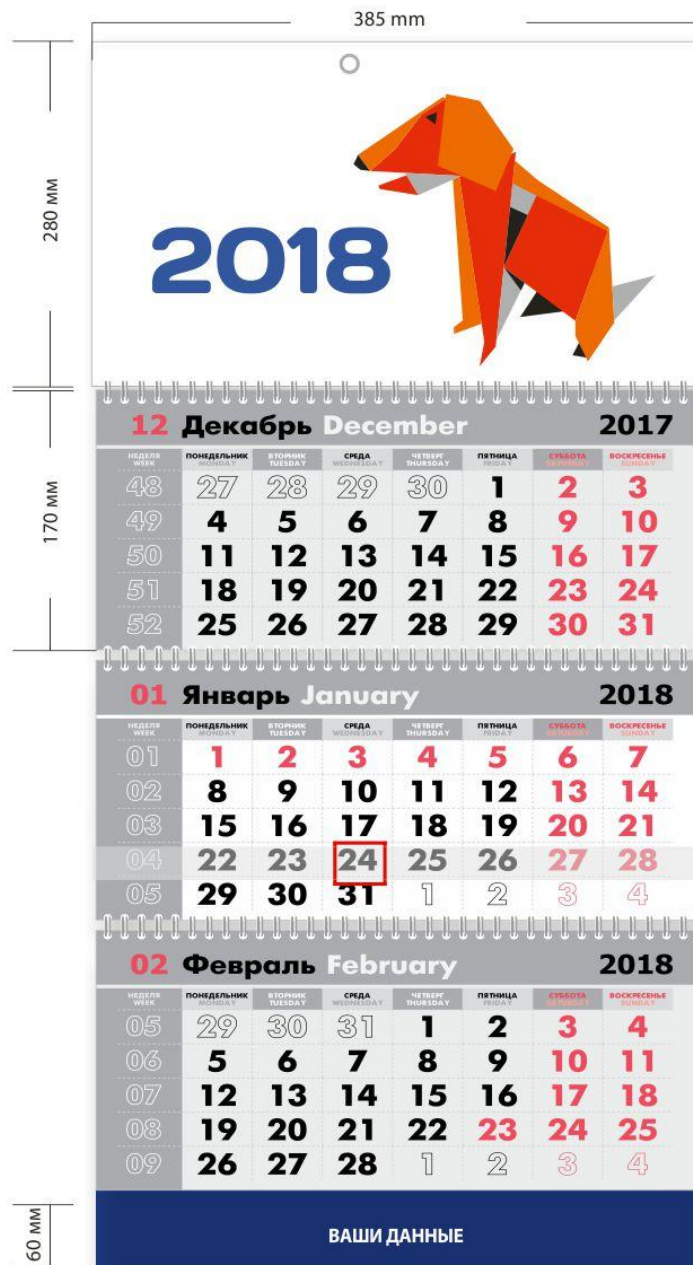 385 mm
280 мм
2018
12 Декабрь December 2017
НЕДЕЛЯ ПОНЕДЕЛЬНИК ВТОРНИК СРЕДА ЧЕТВЕРГ ПЯТНИЦА СУББОТА ВОСКРЕСЕНЬЕ
WEEK MONDAY TUESDAY WEDNESDAY THURSDAY FRIDAY SATURDAY SUNDAY
48 27 28 29 30 1 2 3
49 4 5 6 7 8 9 10
170 мм
50 11 12 13 14 15 16 17
51 18 19 20 21 22 23 24
52 25 26 27 28 29 30 31
01 Январь January 2018
НЕДЕЛЯ ПОНЕДЕЛЬНИК ВТОРНИК СРЕДА ЧЕТВЕРГ ПЯТНИЦА СУББОТА ВОСКРЕСЕНЬЕ
WEEK MONDAY TUESDAY WEDNESDAY THURSDAY FRIDAY SATURDAY SUNDAY
01 1 2 3 4 5 6 7
02 8 9 10 11 12 13 14
03 15 16 17 18 19 20 21
04 22 23 24 25 26 27 28
05 29 30 31 1 2 3 4
02 Февраль February 2018
НЕДЕЛЯ ПОНЕДЕЛЬНИК ВТОРНИК СРЕДА ЧЕТВЕРГ ПЯТНИЦА СУББОТА ВОСКРЕСЕНЬЕ
WEEK MONDAY TUESDAY WEDNESDAY THURSDAY FRIDAY SATURDAY SUNDAY
05 29 30 31 1 2 3 4
06 5 6 7 8 9 10 11
07 12 13 14 15 16 17 18
08 19 20 21 22 23 24 25
09 26 27 28 1 2 3 4
60 мм
ВАШИ ДАННЫЕ